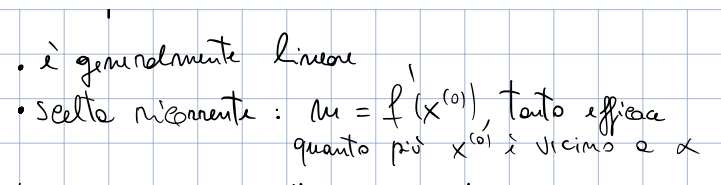 • è generalmente lineare
• scelta ricorrente : m = f'(x^(0)), tanto efficace
quanto più x^(0) è vicino a α